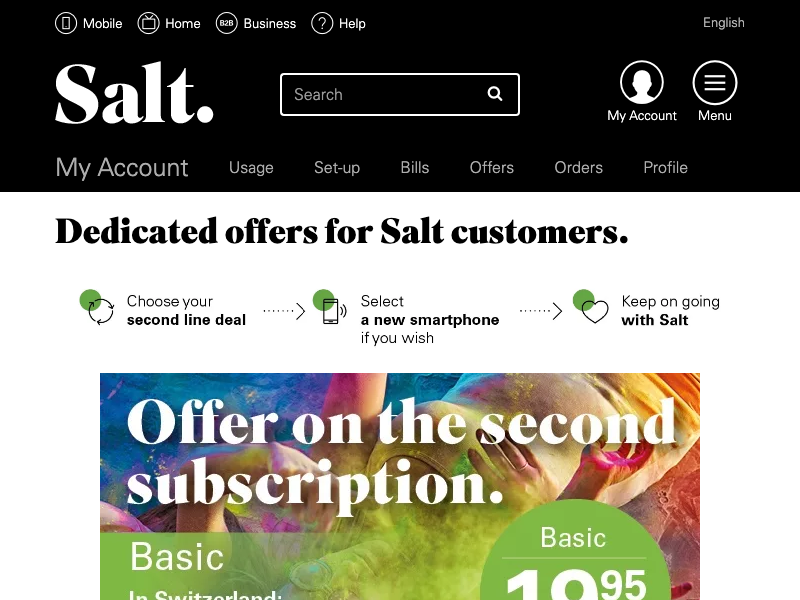 Mobile Home B2B Business Help English
Salt.
Search
My Account Menu
My Account Usage Set-up Bills Offers Orders Profile
Dedicated offers for Salt customers.
Choose your
second line deal
Select
a new smartphone
if you wish
Keep on going
with Salt
Offer on the second
subscription.
Basic
In Switzerland:
Basic
19.95